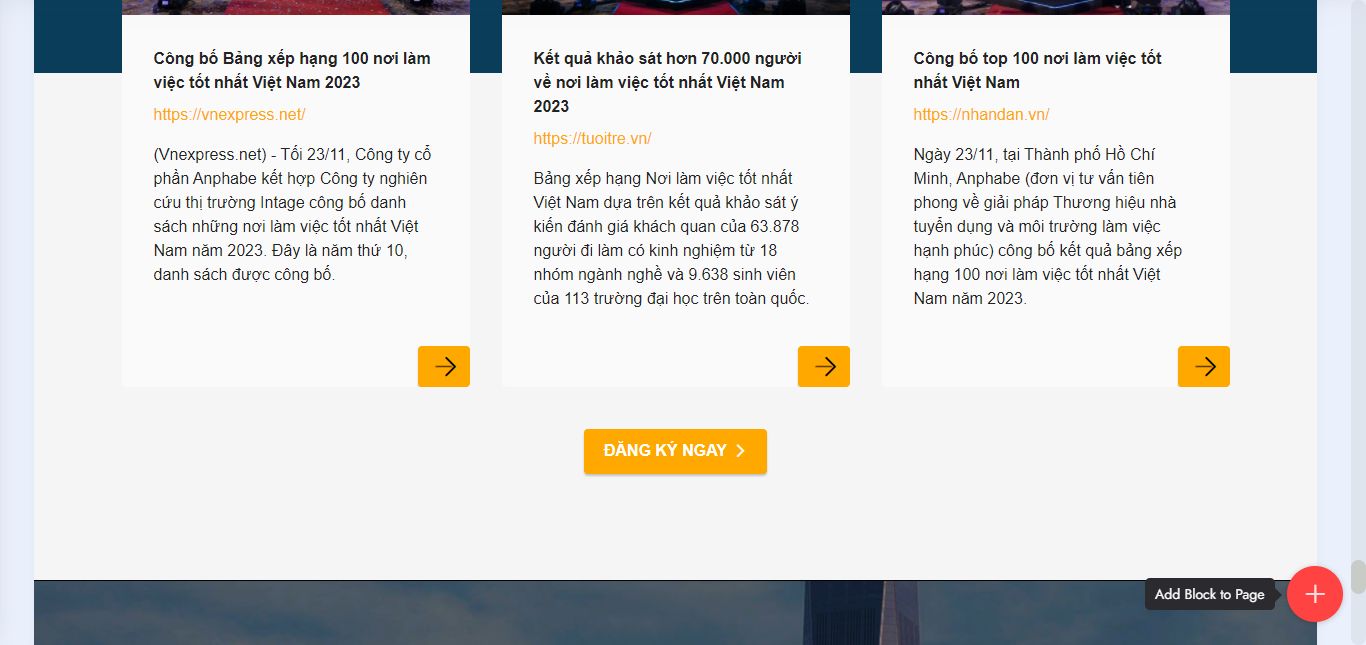 Công bố Bảng xếp hạng 100 nơi làm
việc tốt nhất Việt Nam 2023
https://vnexpress.net/
(Vnexpress.net) - Tối 23/11, Công ty cổ
phần Anphabe kết hợp Công ty nghiên
cứu thị trường Intage công bố danh
sách những nơi làm việc tốt nhất Việt
Nam năm 2023. Đây là năm thứ 10,
danh sách được công bố.
Kết quả khảo sát hơn 70.000 người
về nơi làm việc tốt nhất Việt Nam
2023
https://tuoitre.vn/
Bảng xếp hạng Nơi làm việc tốt nhất
Việt Nam dựa trên kết quả khảo sát ý
kiến đánh giá khách quan của 63.878
người đi làm có kinh nghiệm từ 18
nhóm ngành nghề và 9.638 sinh viên
của 113 trường đại học trên toàn quốc.
Công bố top 100 nơi làm việc tốt
nhất Việt Nam
https://nhandan.vn/
Ngày 23/11, tại Thành phố Hồ Chí
Minh, Anphabe (đơn vị tư vấn tiên
phong về giải pháp Thương hiệu nhà
tuyển dụng và môi trường làm việc
hạnh phúc) công bố kết quả bảng xếp
hạng 100 nơi làm việc tốt nhất Việt
Nam năm 2023.
ĐĂNG KÝ NGAY
Add Block to Page